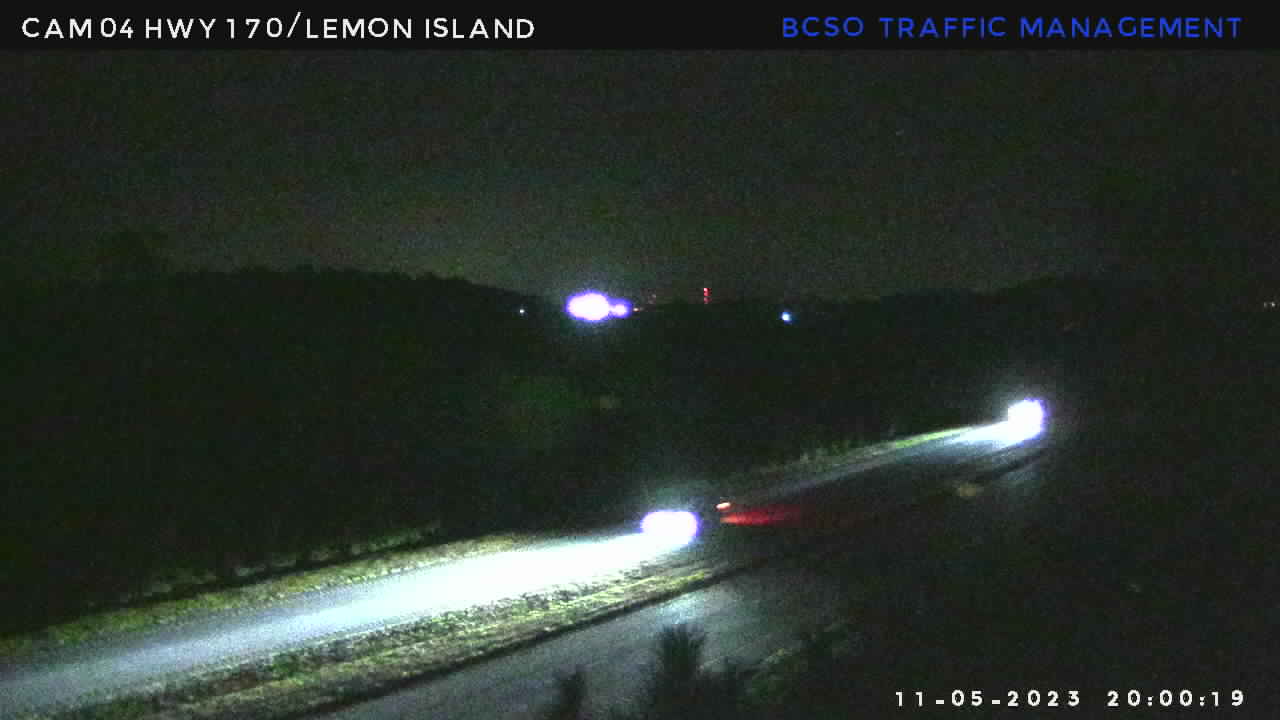 CAM04 HWY 170/LEMON ISLAND
BCSO TRAFFIC MANAGEMENT
11-05-2023 20:00:19